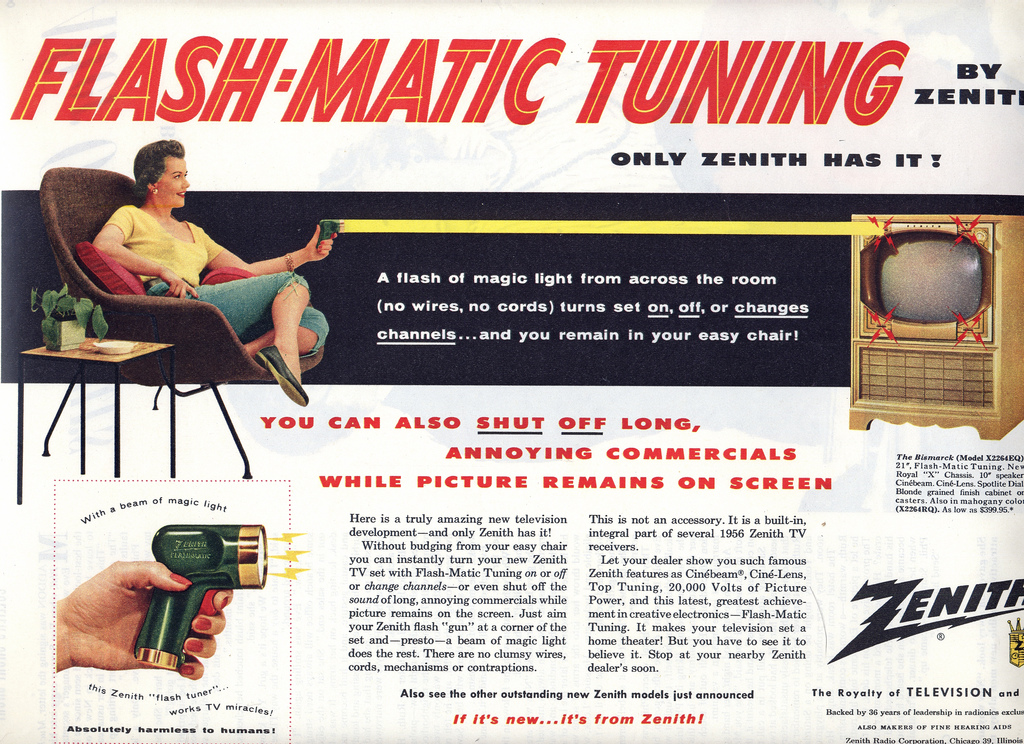 FLASH-MATIC TUNING
BY
ZENIT
ONLY ZENITH HAS IT!
A flash of magic light from across the room
(no wires, no cords) turns set on, off, or changes
channels...and you remain in your easy chair!
ZENITH
YOU CAN ALSO SHUT OFF LONG,
ANNOYING COMMERCIALS
WHILE PICTURE REMAINS ON SCREEN
The Bismarck (Model X2264EQ)
21", Flash-Matic Tuning. New
Royal "X" Chassis. 10" speaker
Cinébeam. Ciné-Lens. Spotlite Dial
Blonde grained finish cabinet on
casters. Also in mahogany color
(X2264RQ). As low as $399.95.*
With a beam of magic light
ZENITH
FLASHMATIC
this Zenith "flash tuner"...
works TV miracles!
Absolutely harmless to humans!
Here is a truly amazing new television
development—and only Zenith has it!
Without budging from your easy chair
you can instantly turn your new Zenith
TV set with Flash-Matic Tuning on or off
or change channels—or even shut off the
sound of long, annoying commercials while
picture remains on the screen. Just aim
your Zenith flash "gun" at a corner of the
set and—presto—a beam of magic light
does the rest. There are no clumsy wires,
cords, mechanisms or contraptions.
This is not an accessory. It is a built-in,
integral part of several 1956 Zenith TV
receivers.
Let your dealer show you such famous
Zenith features as Cinébeam®, Ciné-Lens,
Top Tuning, 20,000 Volts of Picture
Power, and this latest, greatest achieve-
ment in creative electronics—Flash-Matic
Tuning. It makes your television set a
home theater! But you have to see it to
believe it. Stop at your nearby Zenith
dealer's soon.
Also see the other outstanding new Zenith models just announced
If it's new...it's from Zenith!
ZENITH
®
The Royalty of TELEVISION and
Backed by 36 years of leadership in radionics exclus
ALSO MAKERS OF FINE HEARING AIDS
Zenith Radio Corporation, Chicago 39, Illinois